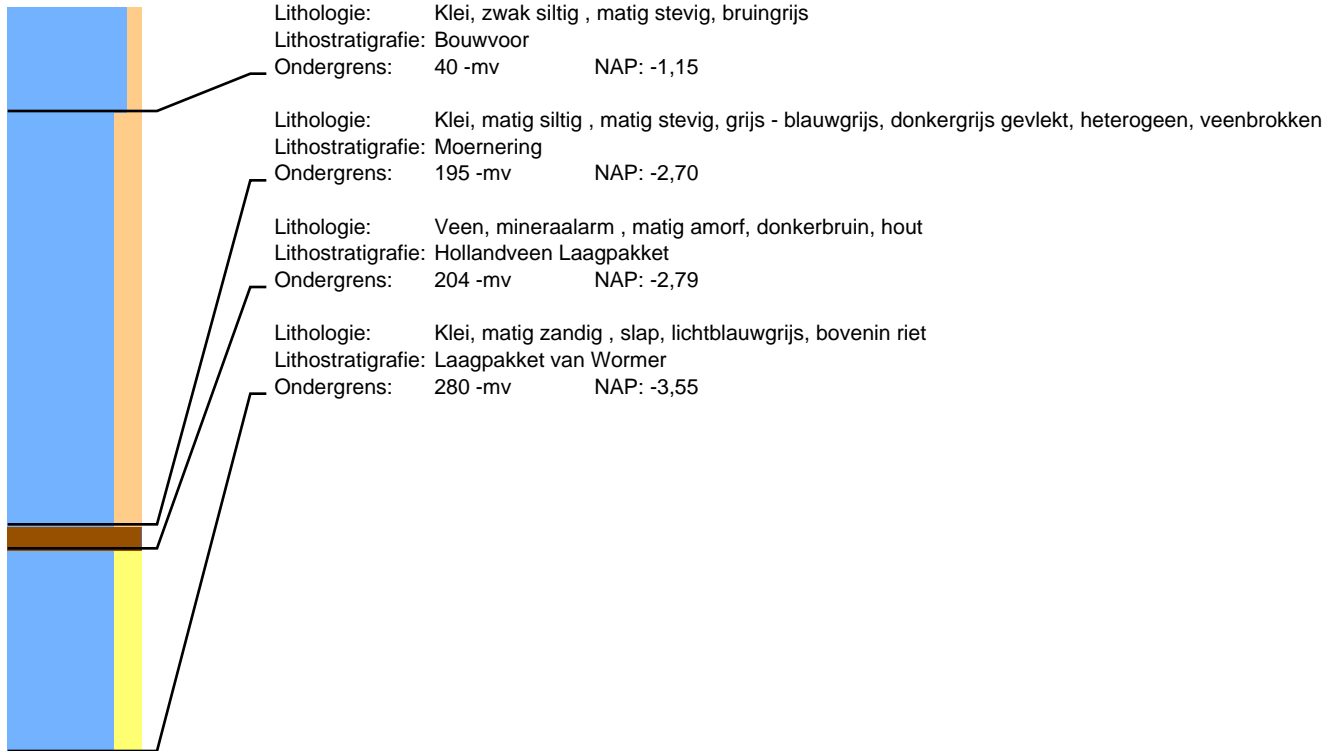 Lithologie: Klei, zwak siltig , matig stevig, bruingrijs
Lithostratigrafie: Bouwvoor
Ondergrens: 40 -mv NAP: -1,15
Lithologie: Klei, matig siltig , matig stevig, grijs - blauwgrijs, donkergrijs gevlekt, heterogeen, veenbrokken
Lithostratigrafie: Moernering
Ondergrens: 195 -mv NAP: -2,70
Lithologie: Veen, mineraalarm , matig amorf, donkerbruin, hout
Lithostratigrafie: Hollandveen Laagpakket
Ondergrens: 204 -mv NAP: -2,79
Lithologie: Klei, matig zandig , slap, lichtblauwgrijs, bovenin riet
Lithostratigrafie: Laagpakket van Wormer
Ondergrens: 280 -mv NAP: -3,55